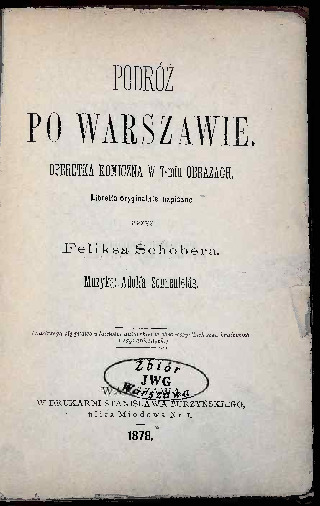 PODRÓŻ
PO WARSZAWIE.
OPERETKA KOMICZNA W 7-miu OBRAZACH.
Libretto oryginalnie napisane
przez
Feliksa Schobera.
Muzyka: Adolfa Sonnenfelda.
Zbiór
JWG
Warszawa
W DRUKARNI STANISŁAWA BURZYŃSKIEGO,
ulica Miodowa Nr
1878.